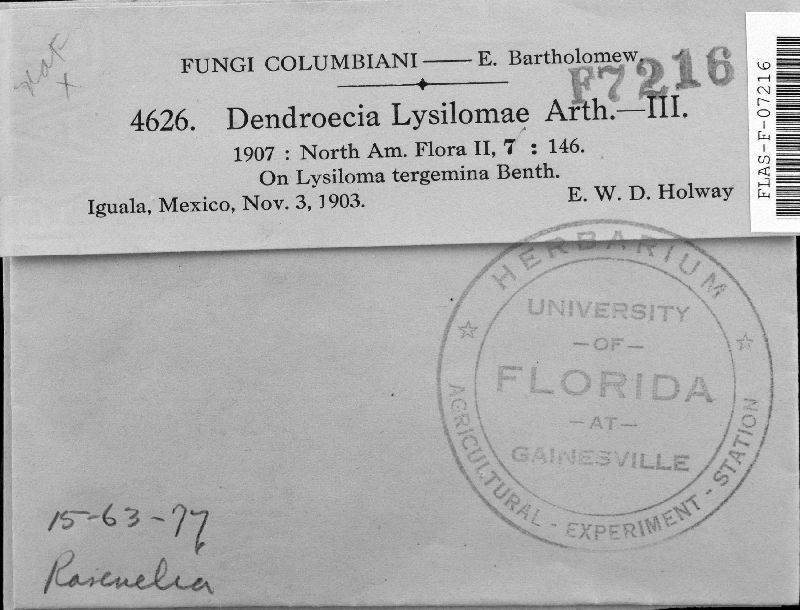 FUNGI COLUMBIANI — E. Bartholomew.
F7216
4626. Dendroecia Lysilomae Arth.—III.
1907 : North Am. Flora II, 7 : 146.
On Lysiloma tergemina Benth.
Iguala, Mexico, Nov. 3, 1903. E. W. D. Holway
FLAS-F-07216
HERBARIUM
UNIVERSITY
—OF—
FLORIDA
—AT—
GAINESVILLE
AGRICULTURAL - EXPERIMENT - STATION
15-63-77
Ravenelia